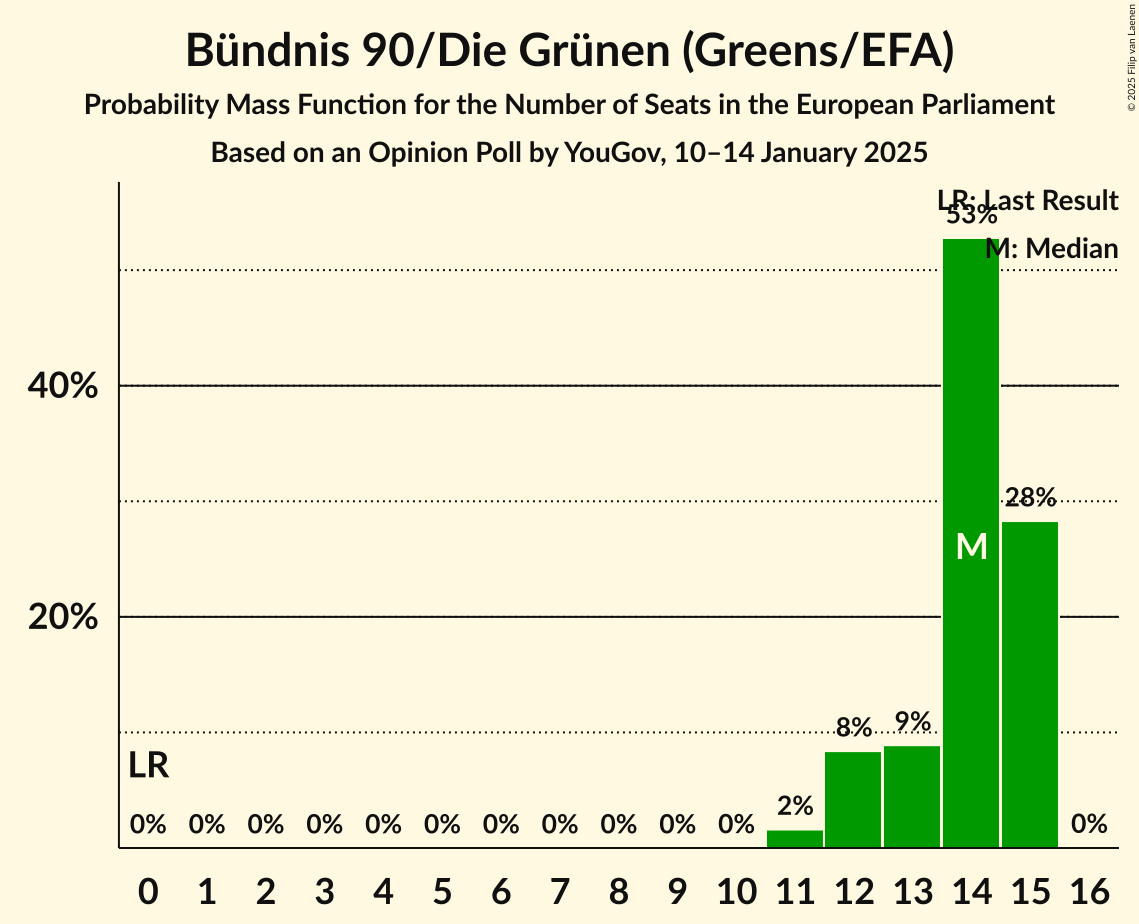 Bündnis 90/Die Grünen (Greens/EFA)
Probability Mass Function for the Number of Seats in the European Parliament
Based on an Opinion Poll by YouGov, 10–14 January 2025
© 2025 Filip van Laenen
LR: Last Result
M: Median
53%
40%
28%
M
20%
9%
8%
LR
2%
0% 0% 0% 0% 0% 0% 0% 0% 0% 0% 0% 0%
0 1 2 3 4 5 6 7 8 9 10 11 12 13 14 15 16